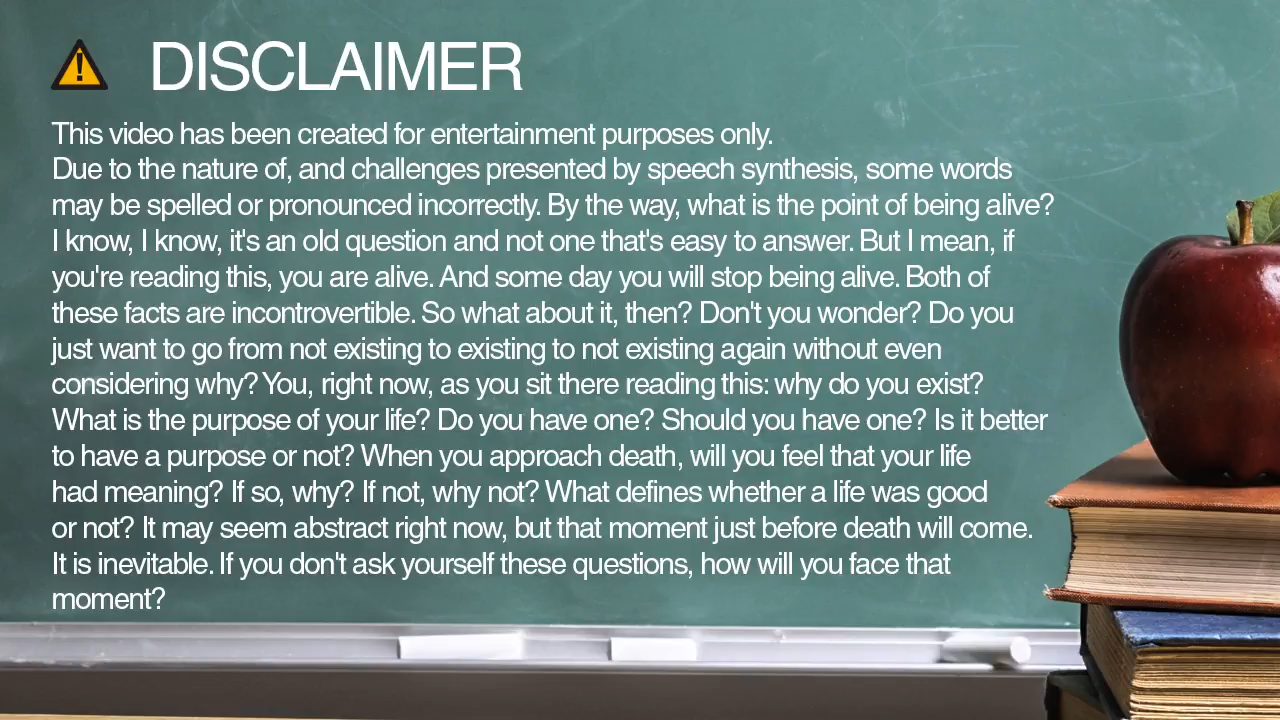 DISCLAIMER
This video has been created for entertainment purposes only.
Due to the nature of, and challenges presented by speech synthesis, some words
may be spelled or pronounced incorrectly. By the way, what is the point of being alive?
I know, I know, it's an old question and not one that's easy to answer. But I mean, if
you're reading this, you are alive. And some day you will stop being alive. Both of
these facts are incontrovertible. So what about it, then? Don't you wonder? Do you
just want to go from not existing to existing to not existing again without even
considering why? You, right now, as you sit there reading this: why do you exist?
What is the purpose of your life? Do you have one? Should you have one? Is it better
to have a purpose or not? When you approach death, will you feel that your life
had meaning? If so, why? If not, why not? What defines whether a life was good
or not? It may seem abstract right now, but that moment just before death will come.
It is inevitable. If you don't ask yourself these questions, how will you face that
moment?